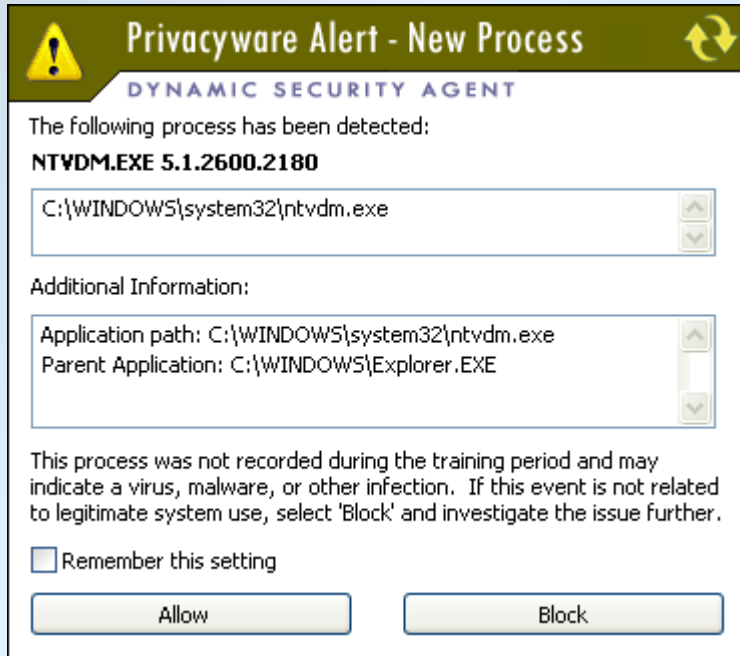 Privacyware Alert - New Process
DYNAMIC SECURITY AGENT
The following process has been detected:
NTVDM.EXE 5.1.2600.2180
C:\WINDOWS\system32\ntvdm.exe
Additional Information:
Application path: C:\WINDOWS\system32\ntvdm.exe
Parent Application: C:\WINDOWS\Explorer.EXE
This process was not recorded during the training period and may
indicate a virus, malware, or other infection.  If this event is not related
to legitimate system use, select 'Block' and investigate the issue further.
Remember this setting
Allow
Block